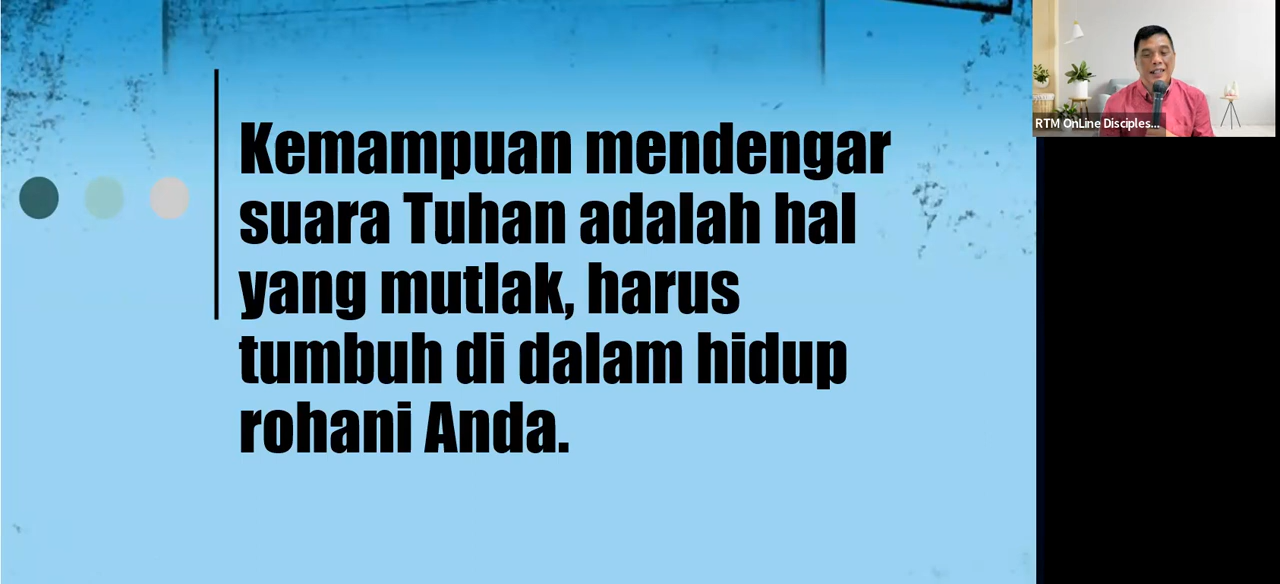 Kemampuan mendengar
suara Tuhan adalah hal
yang mutlak, harus
tumbuh di dalam hidup
rohani Anda.
RTM OnLine Disciples...